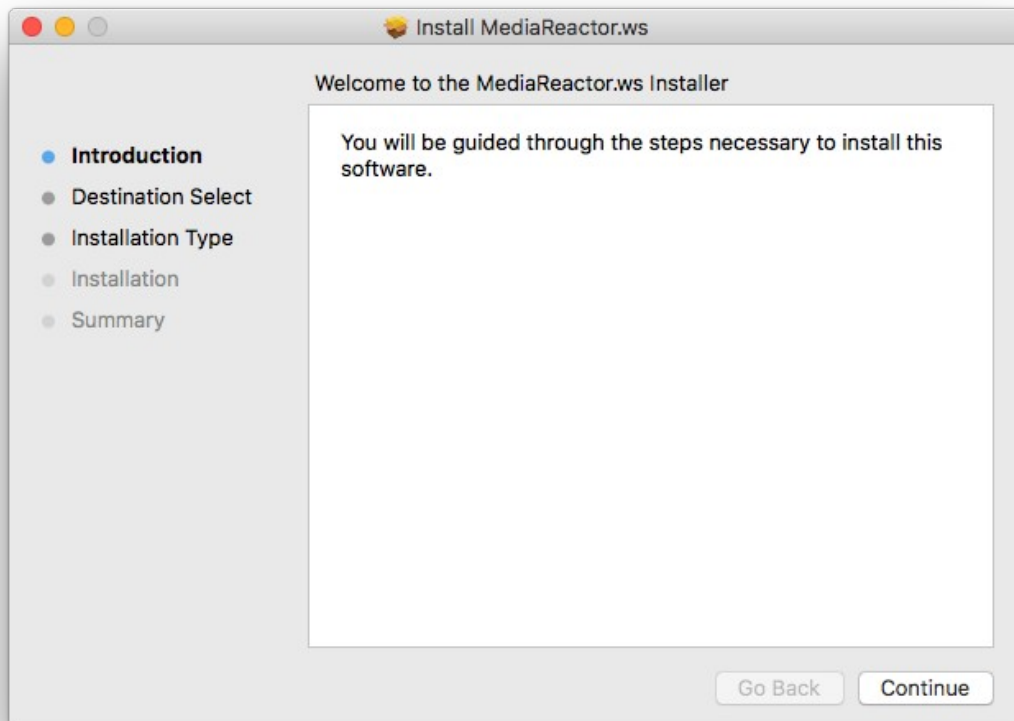 Install MediaReactor.ws
Welcome to the MediaReactor.ws Installer
Introduction
Destination Select
Installation Type
Installation
Summary
You will be guided through the steps necessary to install this
software.
Go Back
Continue